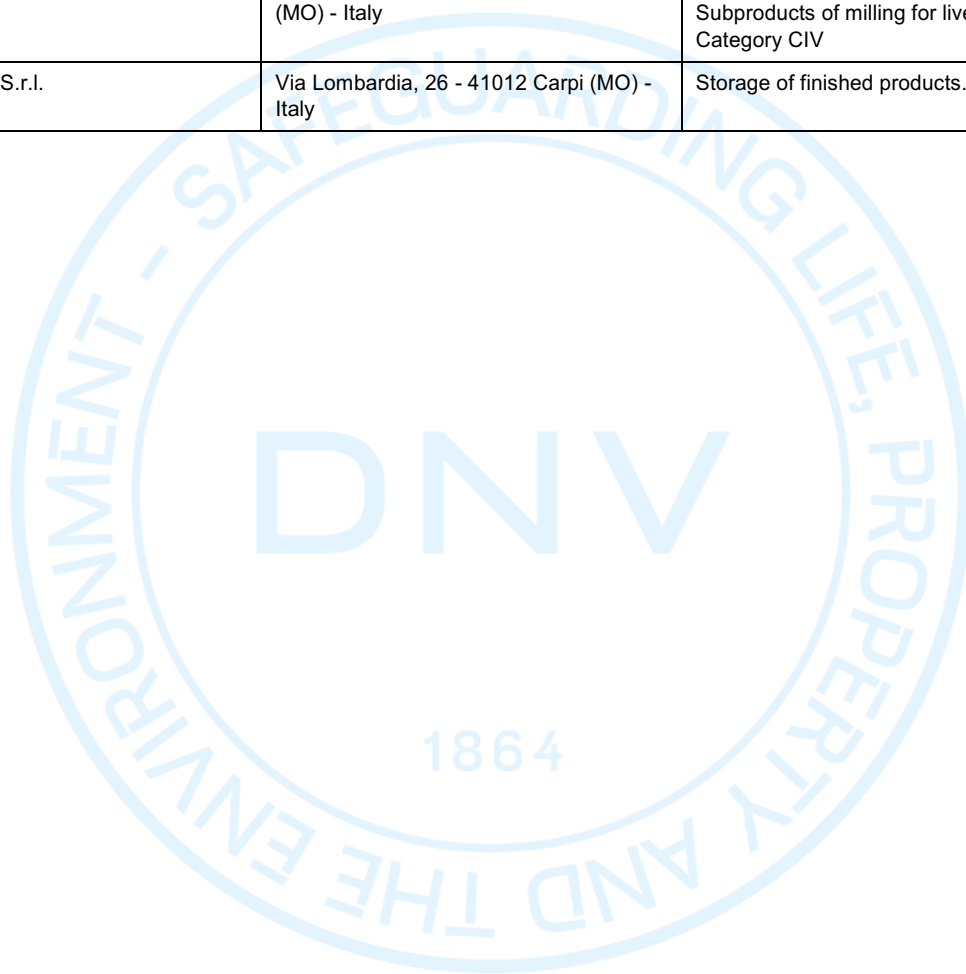 (MO) - Italy
Subproducts of milling for
Category CIV
S.r.l.
Via Lombardia, 26 - 41012 Carpi (MO) -
Italy
Storage of finished products.
SAFEGUARDING LIFE, PROPERTY AND THE ENVIRONMENT -
DNV
1864